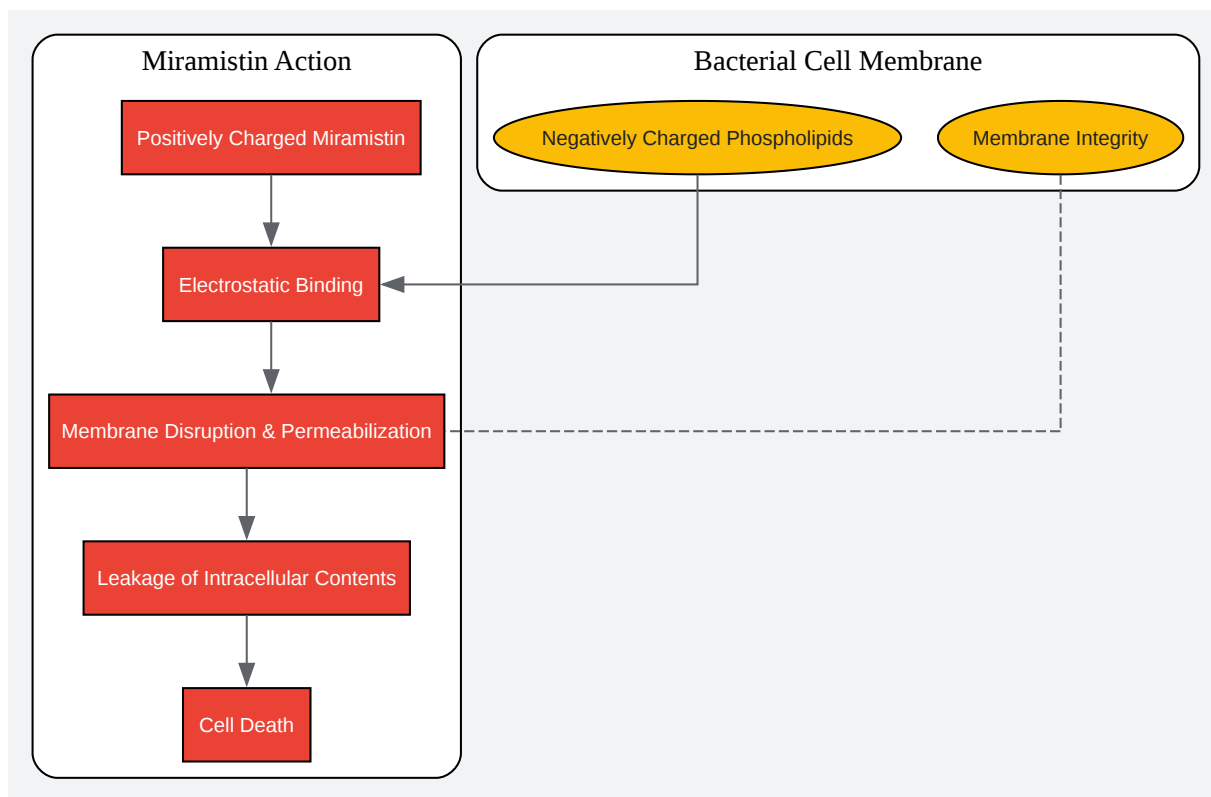 Miramistin Action
Positively Charged Miramistin
Electrostatic Binding
Membrane Disruption & Permeabilization
Leakage of Intracellular Contents
Cell Death
Bacterial Cell Membrane
Negatively Charged Phospholipids
Membrane Integrity